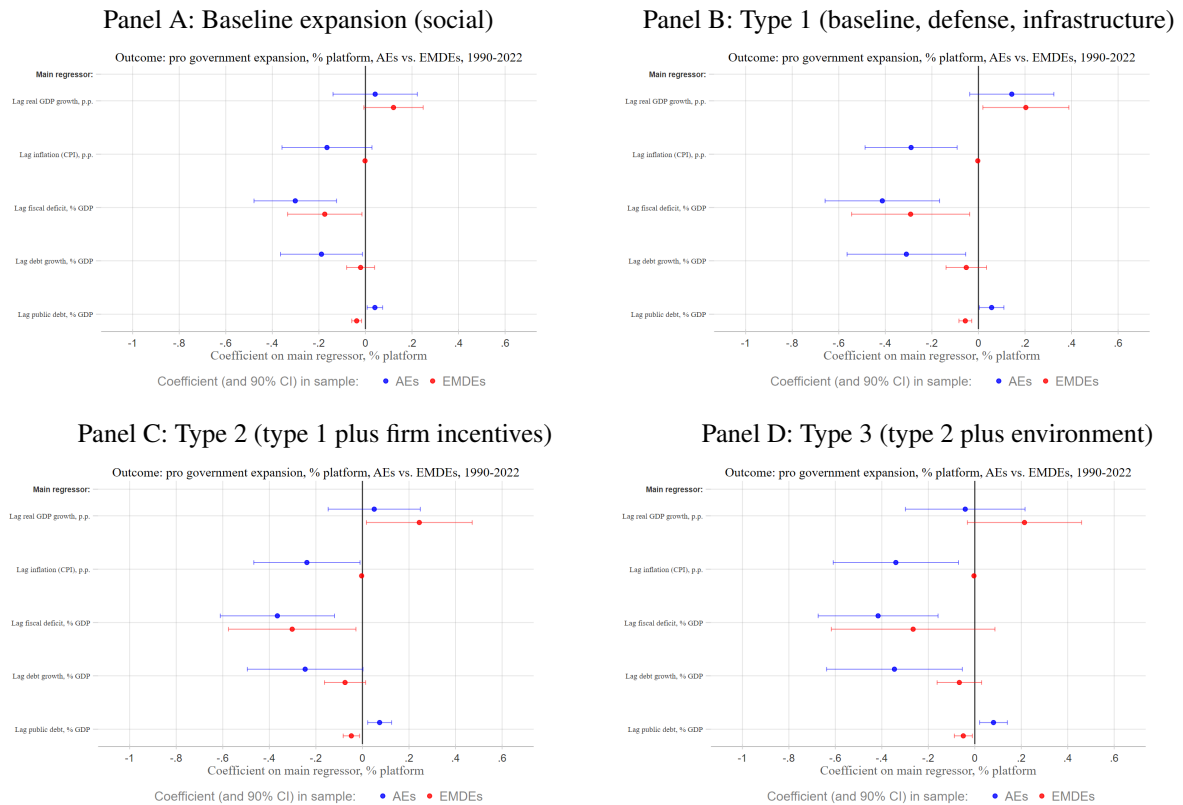 Panel A: Baseline expansion (social)
Outcome: pro government expansion, % platform, AEs vs. EMDEs, 1990-2022
Main regressor:
Lag real GDP growth, p.p.
Lag inflation (CPI), p.p.
Lag fiscal deficit, % GDP
Lag debt growth, % GDP
Lag public debt, % GDP
-1 -.8 -.6 -.4 -.2 0 .2 .4 .6
Coefficient on main regressor, % platform
Coefficient (and 90% CI) in sample: AEs EMDEs
Panel B: Type 1 (baseline, defense, infrastructure)
Outcome: pro government expansion, % platform, AEs vs. EMDEs, 1990-2022
Main regressor:
Lag real GDP growth, p.p.
Lag inflation (CPI), p.p.
Lag fiscal deficit, % GDP
Lag debt growth, % GDP
Lag public debt, % GDP
-1 -.8 -.6 -.4 -.2 0 .2 .4 .6
Coefficient on main regressor, % platform
Coefficient (and 90% CI) in sample: AEs EMDEs
Panel C: Type 2 (type 1 plus firm incentives)
Outcome: pro government expansion, % platform, AEs vs. EMDEs, 1990-2022
Main regressor:
Lag real GDP growth, p.p.
Lag inflation (CPI), p.p.
Lag fiscal deficit, % GDP
Lag debt growth, % GDP
Lag public debt, % GDP
-1 -.8 -.6 -.4 -.2 0 .2 .4 .6
Coefficient on main regressor, % platform
Coefficient (and 90% CI) in sample: AEs EMDEs
Panel D: Type 3 (type 2 plus environment)
Outcome: pro government expansion, % platform, AEs vs. EMDEs, 1990-2022
Main regressor:
Lag real GDP growth, p.p.
Lag inflation (CPI), p.p.
Lag fiscal deficit, % GDP
Lag debt growth, % GDP
Lag public debt, % GDP
-1 -.8 -.6 -.4 -.2 0 .2 .4 .6
Coefficient on main regressor, % platform
Coefficient (and 90% CI) in sample: AEs EMDEs